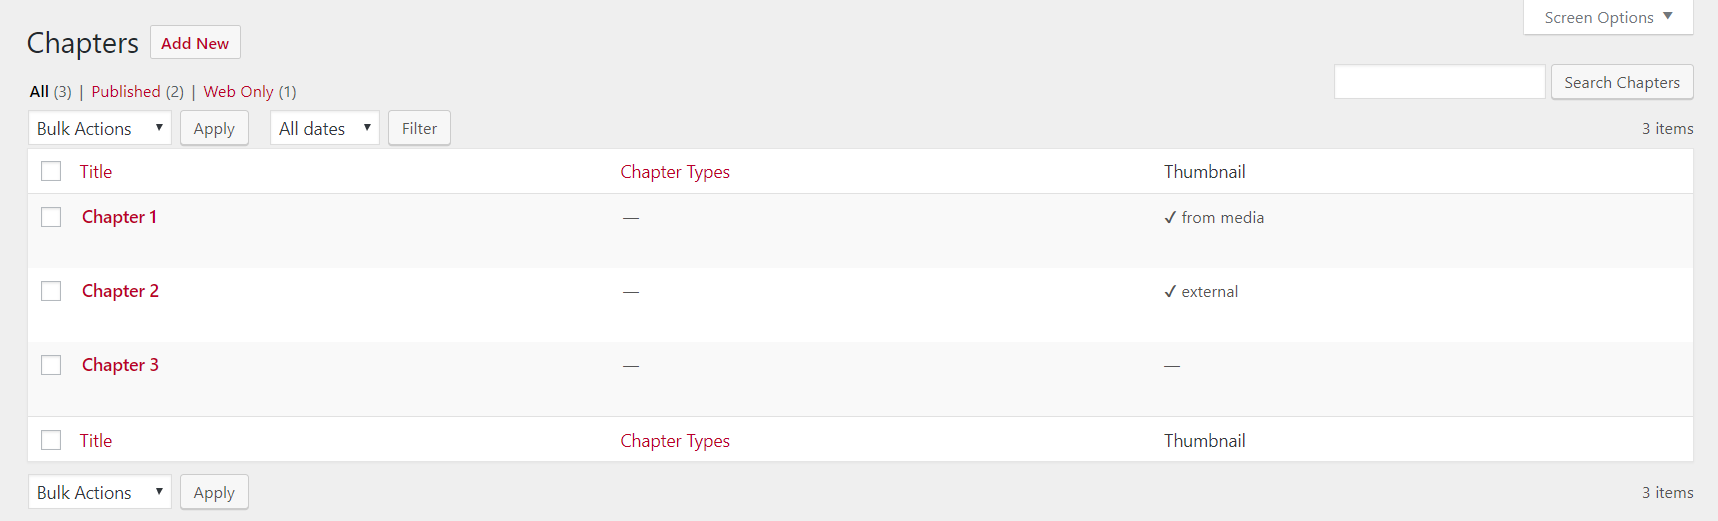 Screen Options ▼
Chapters Add New
All (3) | Published (2) | Web Only (1)
Search Chapters
Bulk Actions ▼ Apply All dates ▼ Filter 3 items
Title Chapter Types Thumbnail
Chapter 1 — ✓ from media
Chapter 2 — ✓ external
Chapter 3 — —
Title Chapter Types Thumbnail
Bulk Actions ▼ Apply 3 items